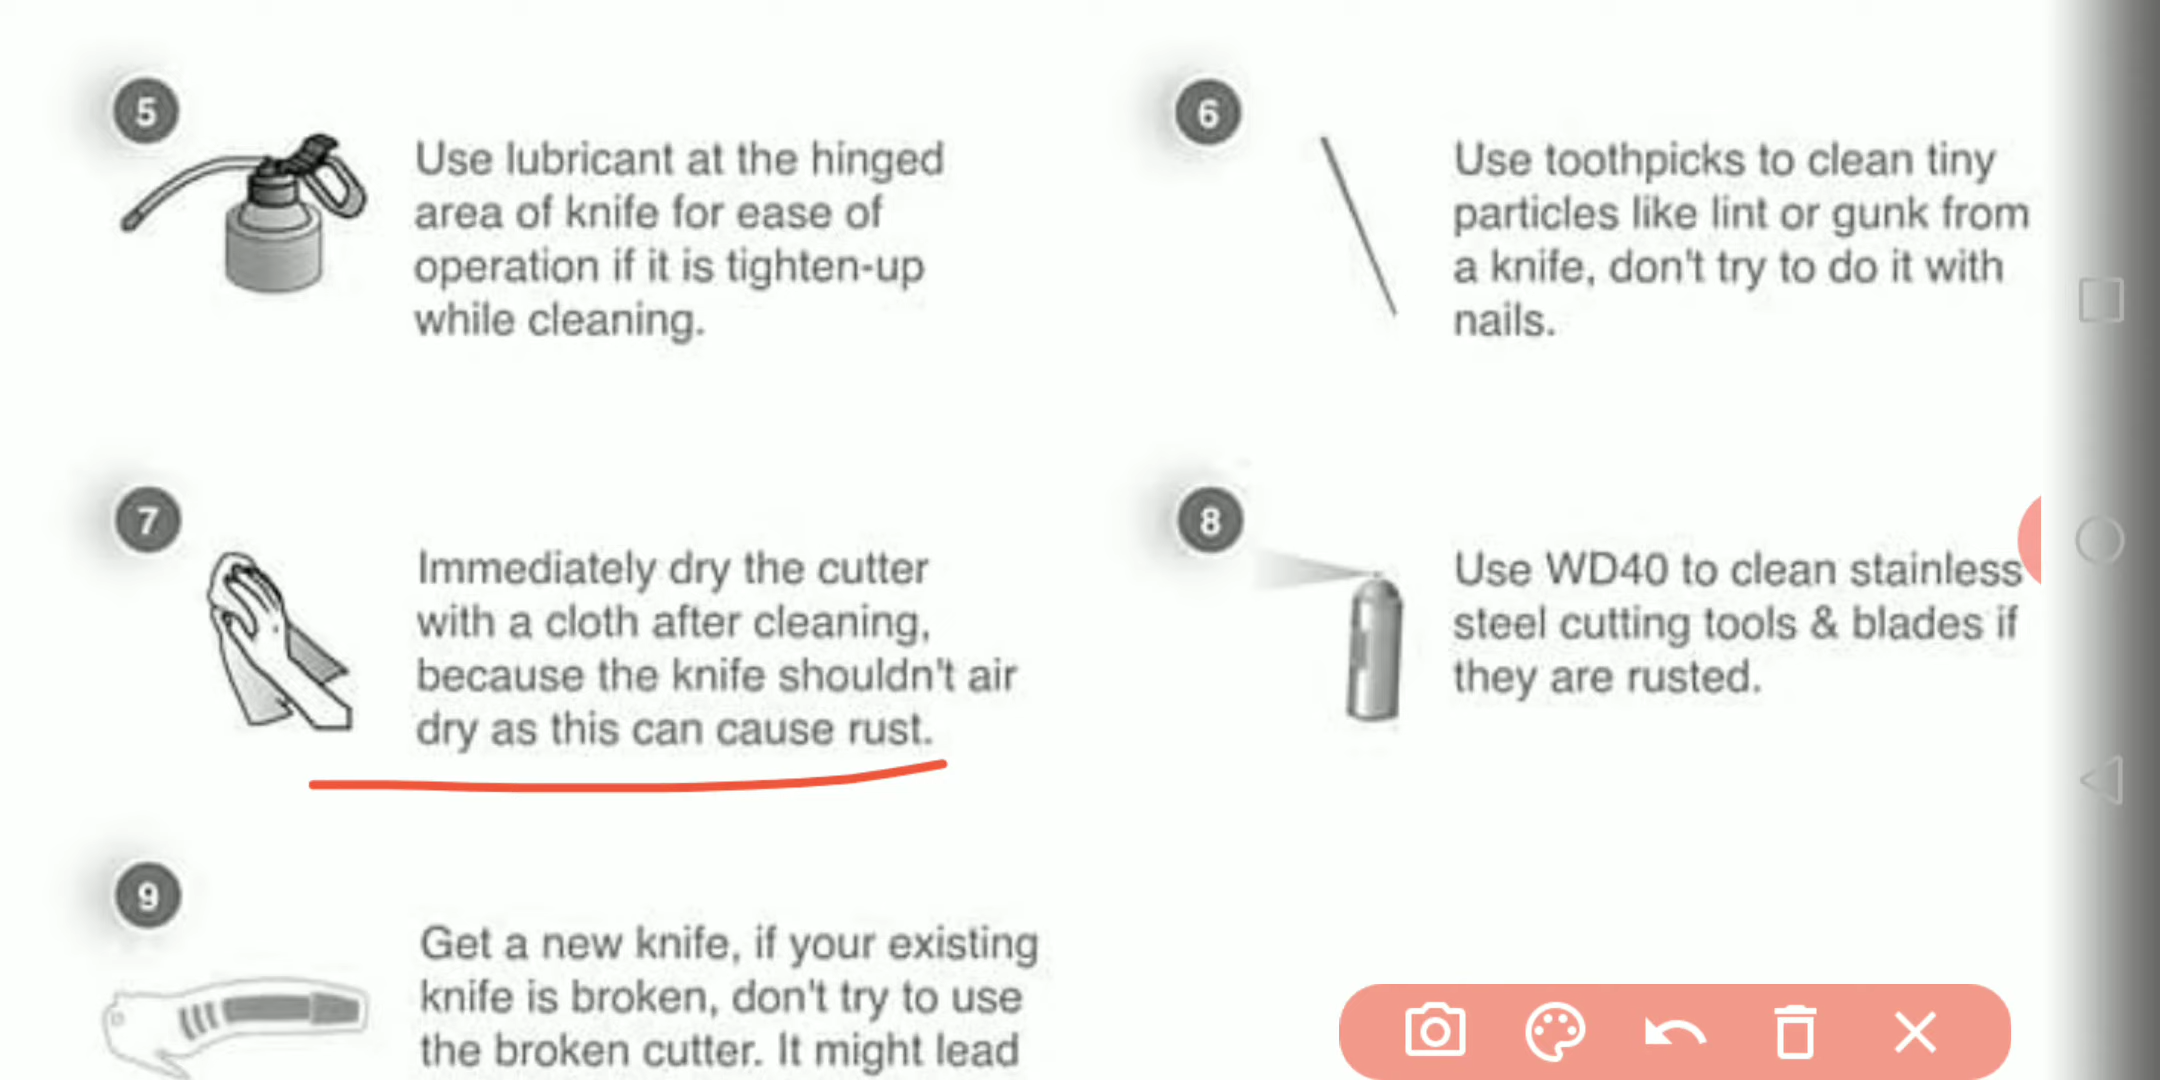 5
Use lubricant at the hinged
area of knife for ease of
operation if it is tighten-up
while cleaning.
6
Use toothpicks to clean tiny
particles like lint or gunk from
a knife, don't try to do it with
nails.
7
Immediately dry the cutter
with a cloth after cleaning,
because the knife shouldn't air
dry as this can cause rust.
8
Use WD40 to clean stainless
steel cutting tools & blades if
they are rusted.
9
Get a new knife, if your existing
knife is broken, don't try to use
the broken cutter. It might lead